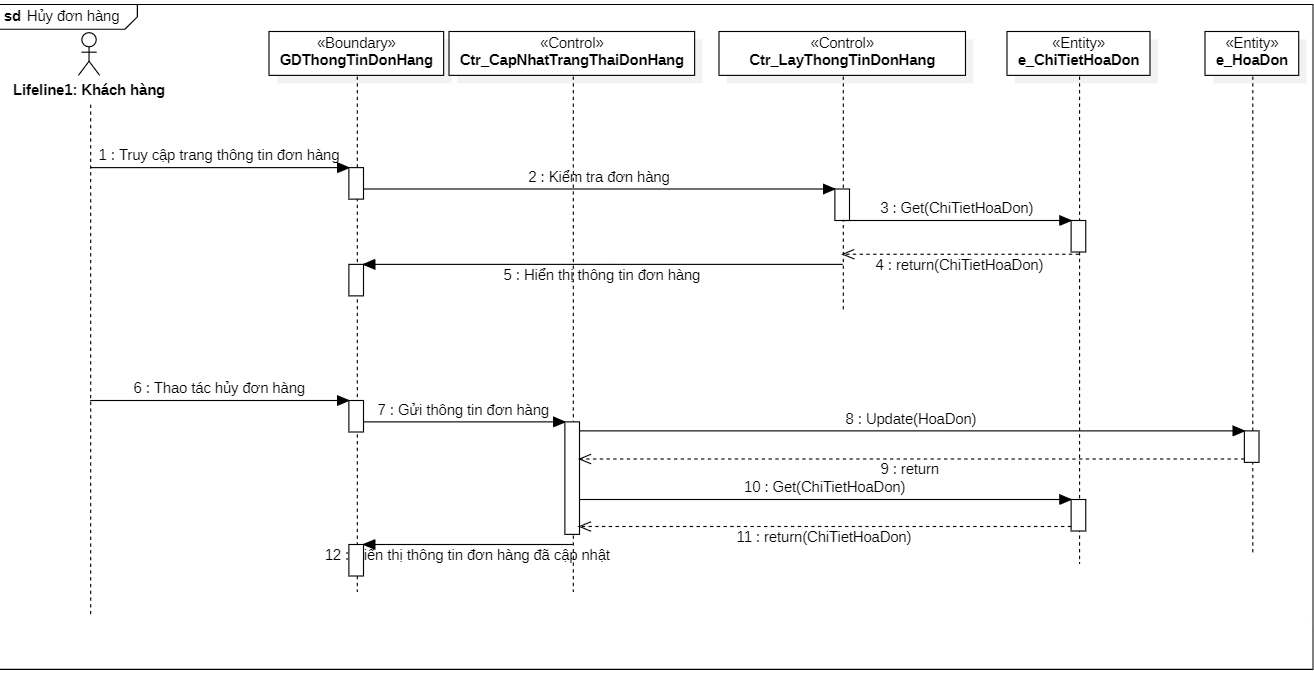 sd Hủy đơn hàng
«Boundary»
GDThongTinDonHang
«Control»
Ctr_CapNhatTrangThaiDonHang
«Control»
Ctr_LayThongTinDonHang
«Entity»
e_ChiTietHoaDon
«Entity»
e_HoaDon
Lifeline1: Khách hàng
1 : Truy cập trang thông tin đơn hàng
2 : Kiểm tra đơn hàng
3 : Get(ChiTietHoaDon)
4 : return(ChiTietHoaDon)
5 : Hiển thị thông tin đơn hàng
6 : Thao tác hủy đơn hàng
7 : Gửi thông tin đơn hàng
8 : Update(HoaDon)
9 : return
10 : Get(ChiTietHoaDon)
11 : return(ChiTietHoaDon)
12 : Hiển thị thông tin đơn hàng đã cập nhật